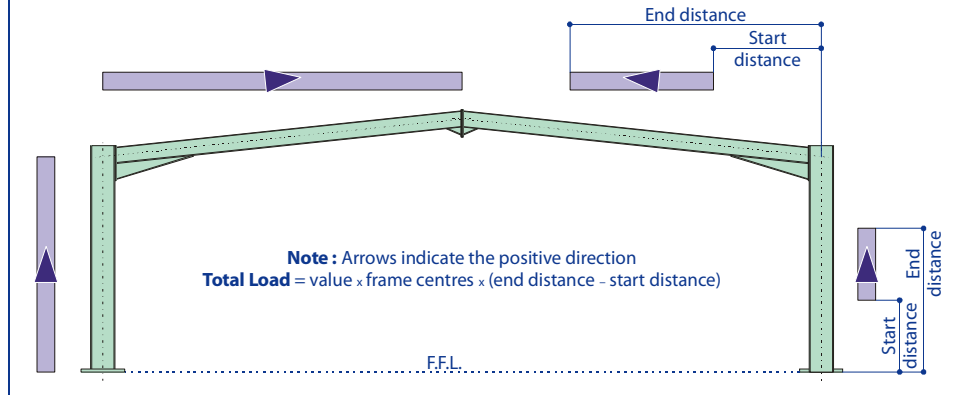 End distance
Start
distance
Note : Arrows indicate the positive direction
Total Load = value x frame centres x (end distance – start distance)
End
distance
Start
distance
F.F.L.